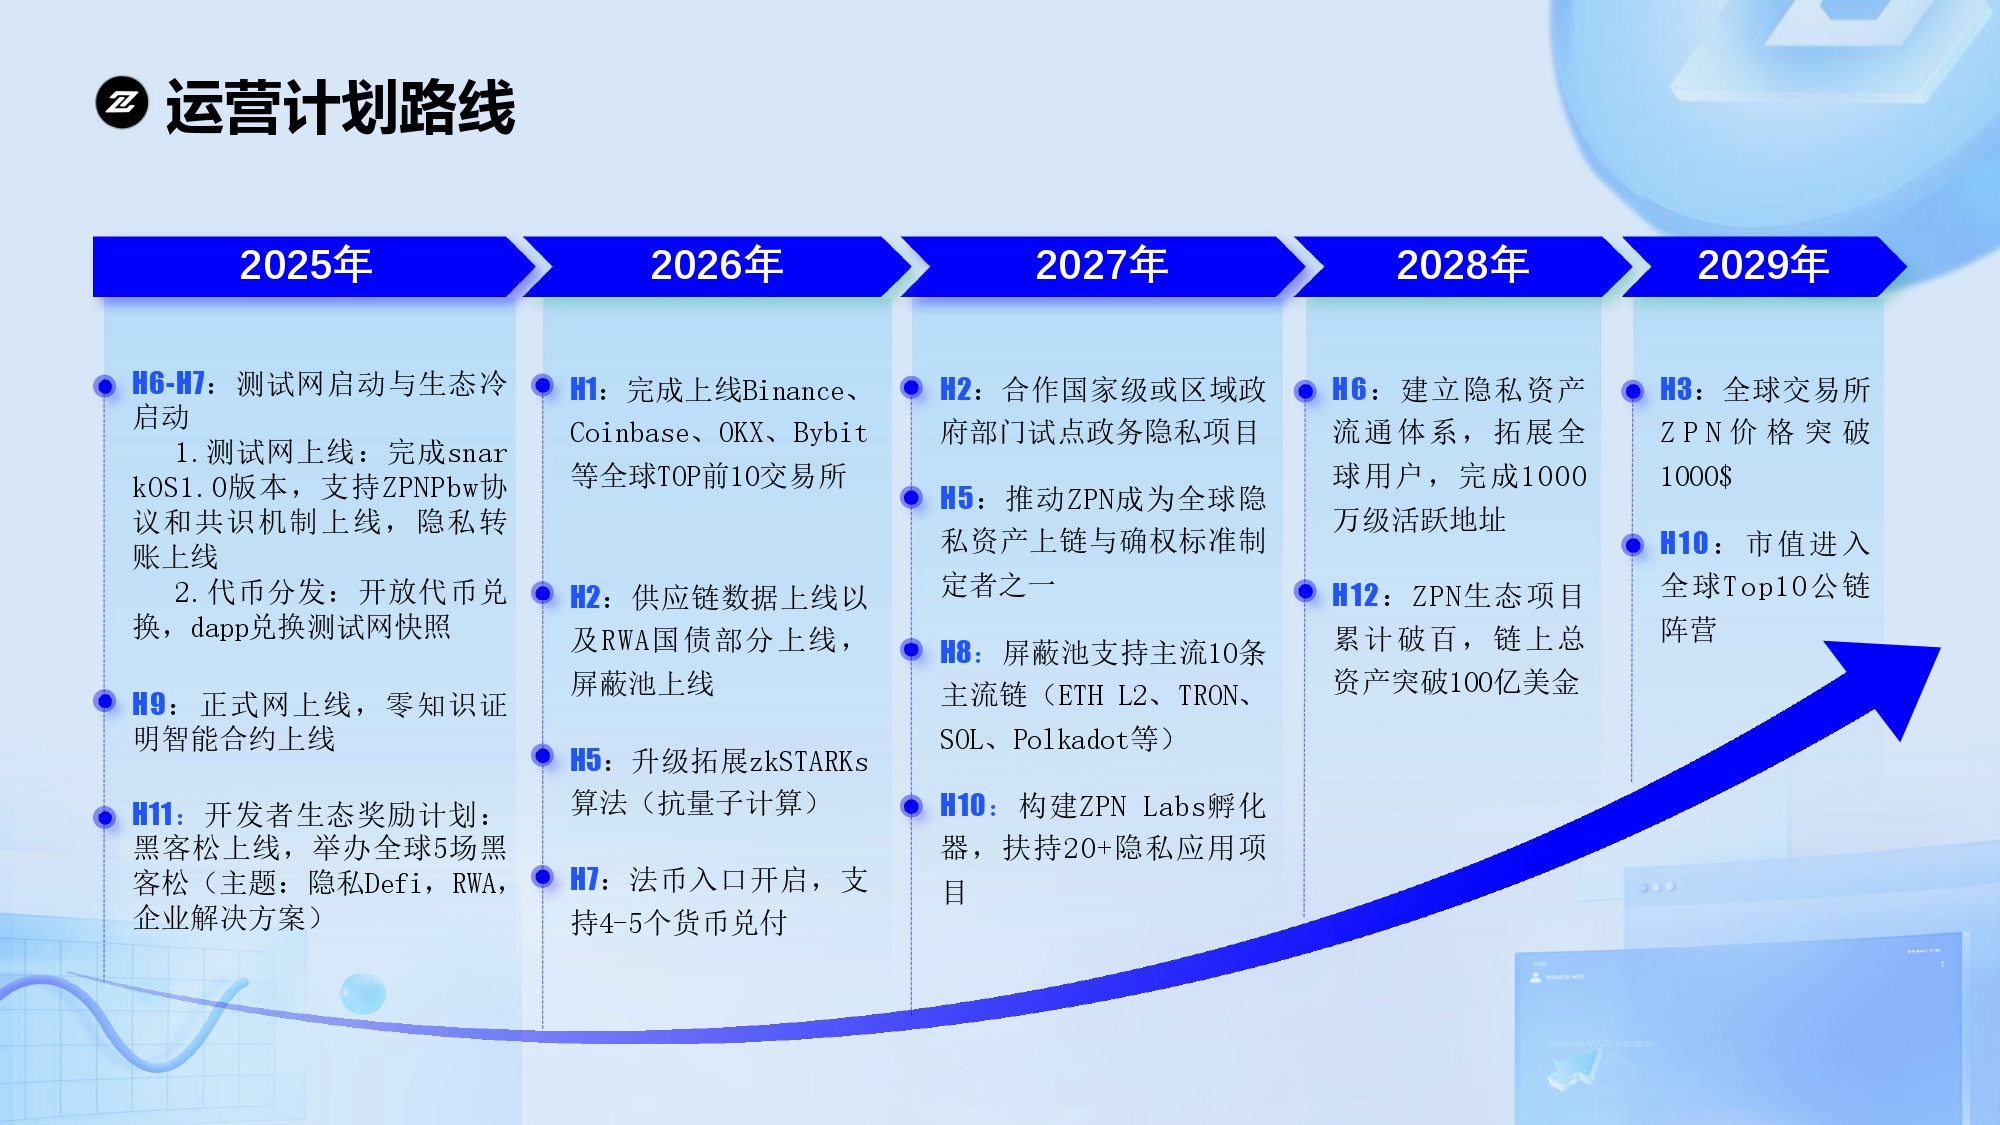 运营计划路线
2025年
2026年
2027年
2028年
2029年
H6-H7：测试网启动与生态冷
启动
1.测试网上线：完成snar
kOS1.0版本，支持ZPNPbw协
议和共识机制上线，隐私转
账上线
2.代币分发：开放代币兑
换，dapp兑换测试网快照
H9：正式网上线，零知识证
明智能合约上线
H11：开发者生态奖励计划：
黑客松上线，举办全球5场黑
客松（主题：隐私Defi，RWA，
企业解决方案）
H1：完成上线Binance、
Coinbase、OKX、Bybit
等全球TOP前10交易所
H2：供应链数据上线以
及RWA国债部分上线，
屏蔽池上线
H5：升级拓展zkSTARKs
算法（抗量子计算）
H7：法币入口开启，支
持4-5个货币兑付
H2：合作国家级或区域政
府部门试点政务隐私项目
H5：推动ZPN成为全球隐
私资产上链与确权标准制
定者之一
H8：屏蔽池支持主流10条
主流链（ETH L2、TRON、
SOL、Polkadot等）
H10：构建ZPN Labs孵化
器，扶持20+隐私应用项
目
H6：建立隐私资产
流通体系，拓展全
球用户，完成1000
万级活跃地址
H12：ZPN生态项目
累计破百，链上总
资产突破100亿美金
H3：全球交易所
ZPN价格突破
1000$
H10：市值进入
全球Top10公链
阵营